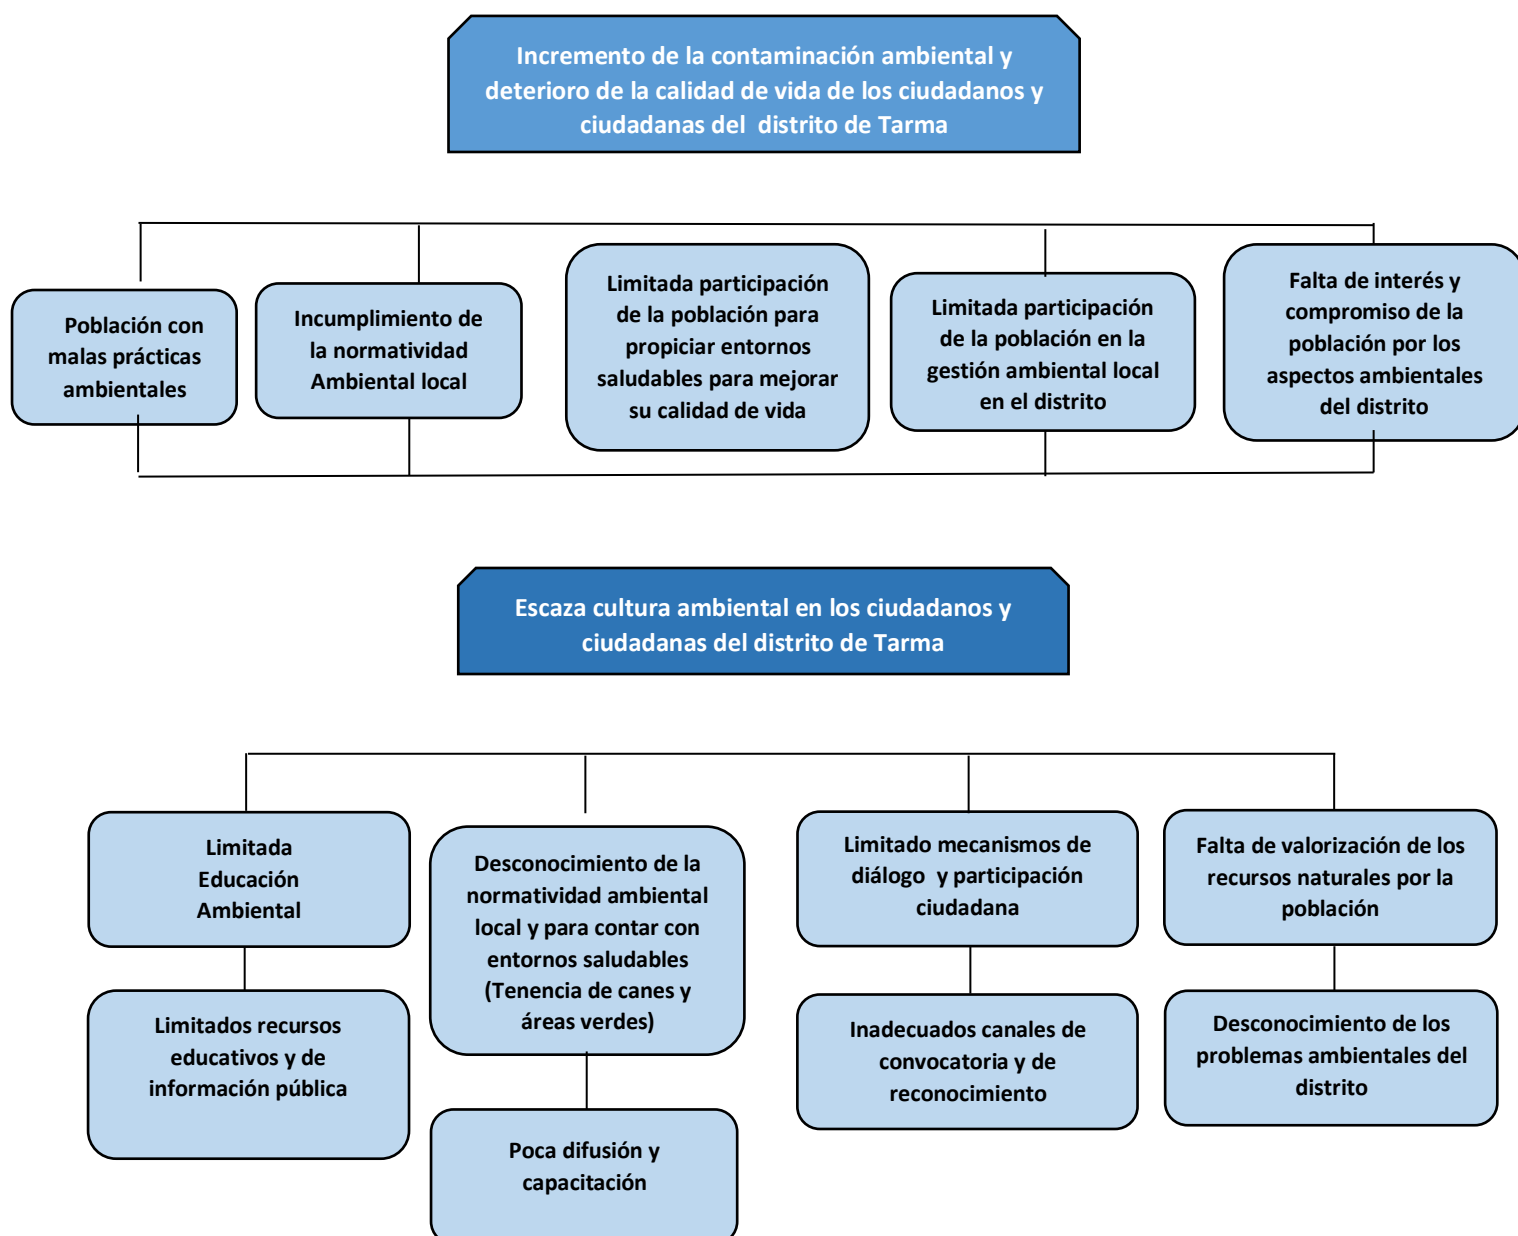 Incremento de la contaminación ambiental y
deterioro de la calidad de vida de los ciudadanos y
ciudadanas del distrito de Tarma
Población con
malas prácticas
ambientales
Incumplimiento de
la normatividad
Ambiental local
Limitada participación
de la población para
propiciar entornos
saludables para mejorar
su calidad de vida
Limitada participación
de la población en la
gestión ambiental local
en el distrito
Falta de interés y
compromiso de la
población por los
aspectos ambientales
del distrito
Escaza cultura ambiental en los ciudadanos y
ciudadanas del distrito de Tarma
Limitada
Educación
Ambiental
Desconocimiento de la
normatividad ambiental
local y para contar con
entornos saludables
(Tenencia de canes y
áreas verdes)
Limitado mecanismos de
diálogo y participación
ciudadana
Falta de valorización de los
recursos naturales por la
población
Limitados recursos
educativos y de
información pública
Poca difusión y
capacitación
Inadecuados canales de
convocatoria y de
reconocimiento
Desconocimiento de los
problemas ambientales del
distrito